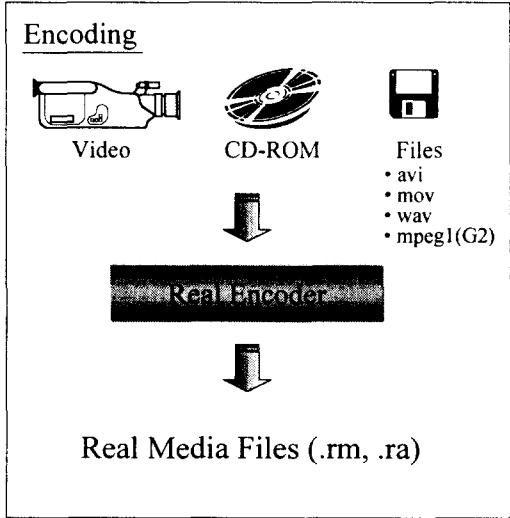 Encoding
Video
CD-ROM
Files
• avi
• mov
• wav
• mpeg1(G2)
Real Encoder
Real Media Files (.rm, .ra)